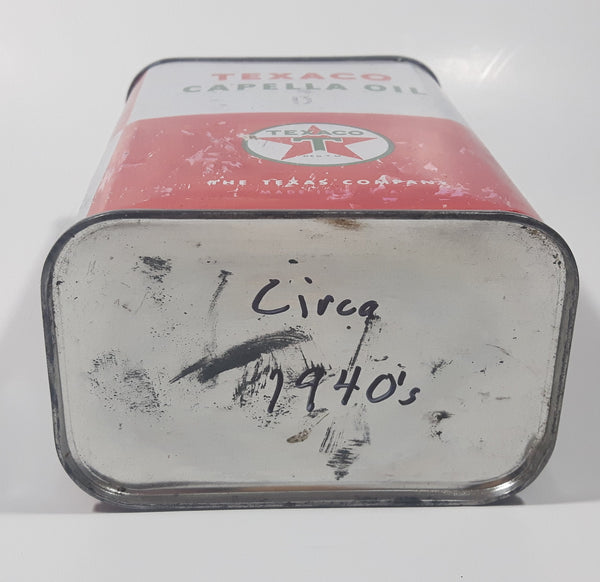 TEXACO
CAPELLA OIL
TEXACO
T
THE TEXAS COMPANY
Circa
1940's